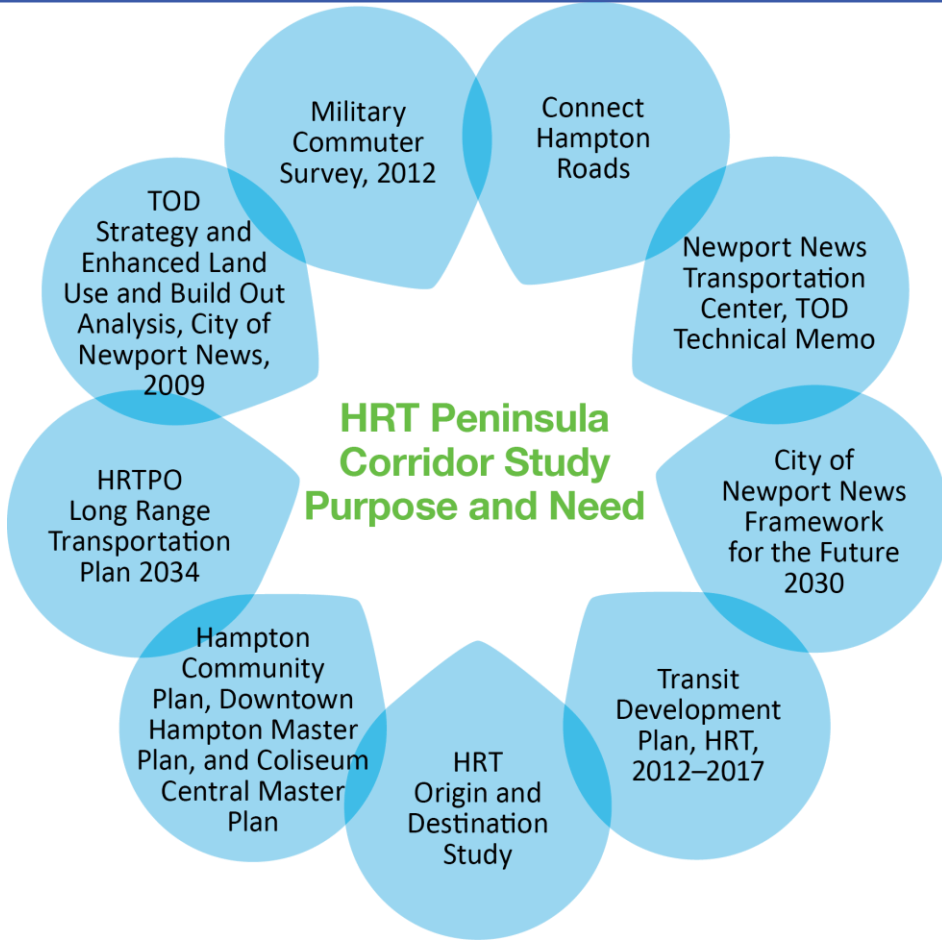 Military
Commuter
Survey, 2012
Connect
Hampton
Roads
Newport News
Transportation
Center, TOD
Technical Memo
City of
Newport News
Framework
for the Future
2030
Transit
Development
Plan, HRT,
2012–2017
HRT
Origin and
Destination
Study
Hampton
Community
Plan, Downtown
Hampton Master
Plan, and Coliseum
Central Master
Plan
HRTPO
Long Range
Transportation
Plan 2034
TOD
Strategy and
Enhanced Land
Use and Build Out
Analysis, City of
Newport News,
2009
HRT Peninsula
Corridor Study
Purpose and Need